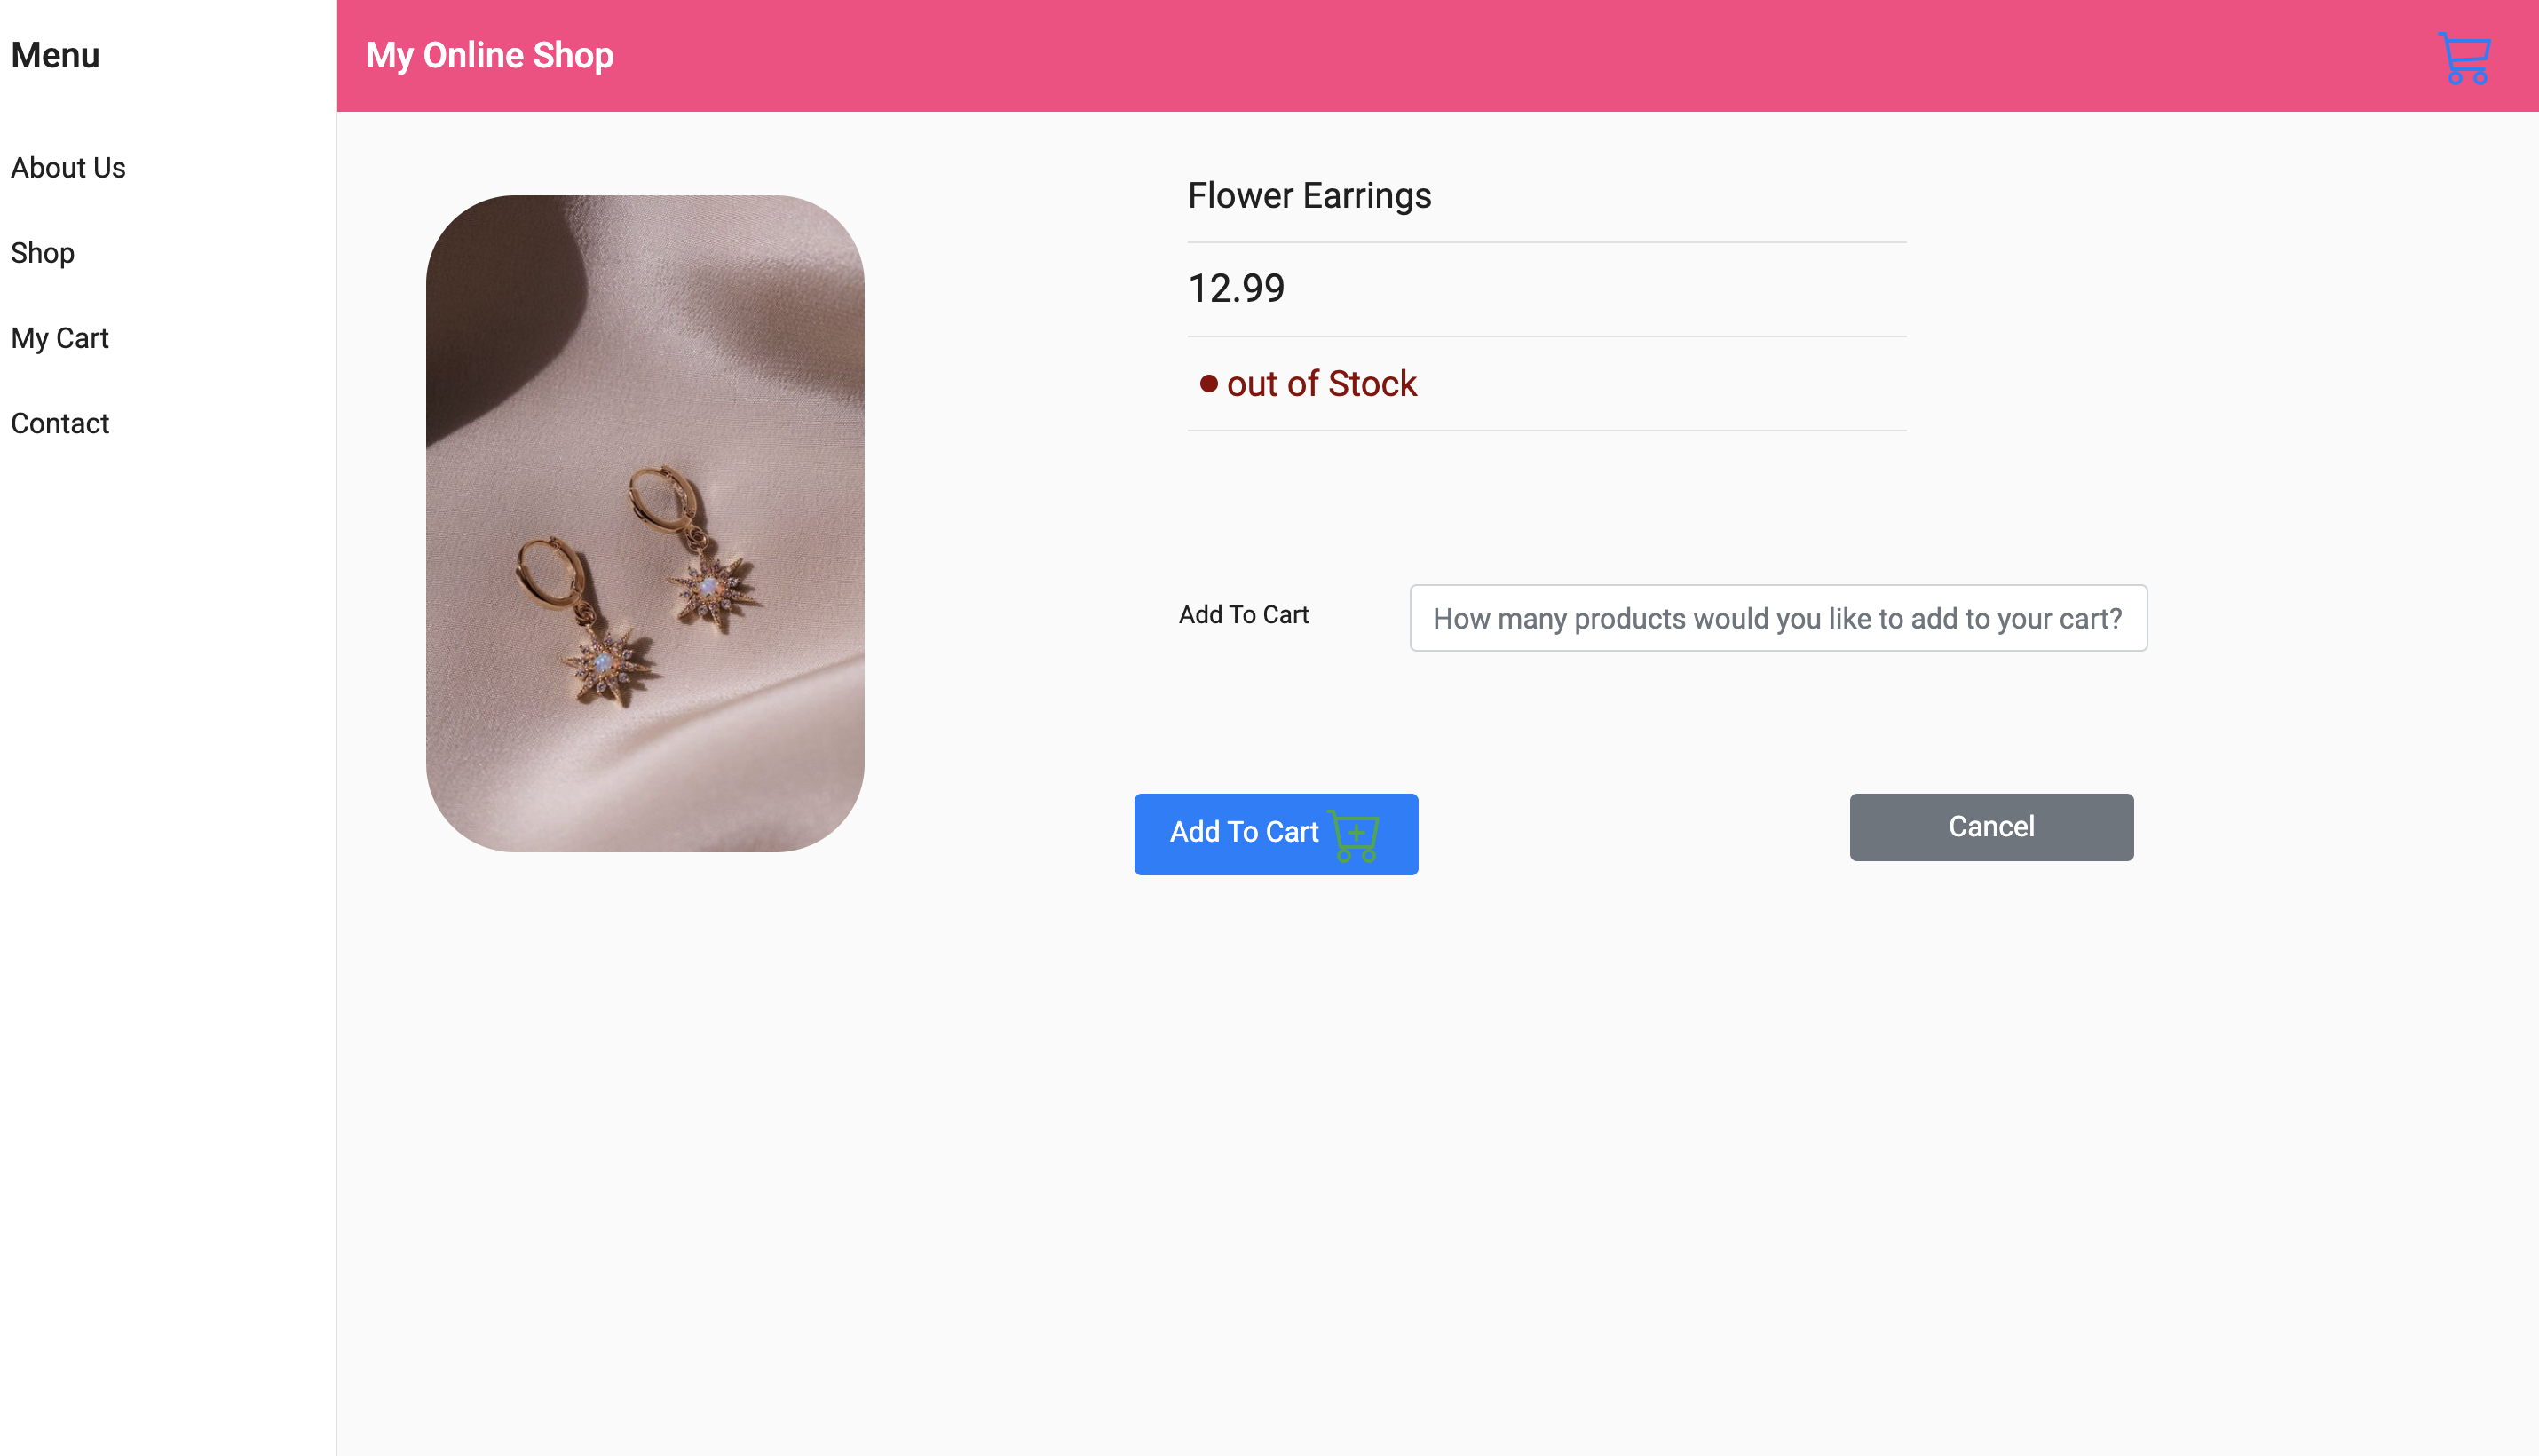 Menu
About Us
Shop
My Cart
Contact
My Online Shop
Flower Earrings
12.99
out of Stock
Add To Cart
How many products would you like to add to your cart?
Add To Cart
Cancel